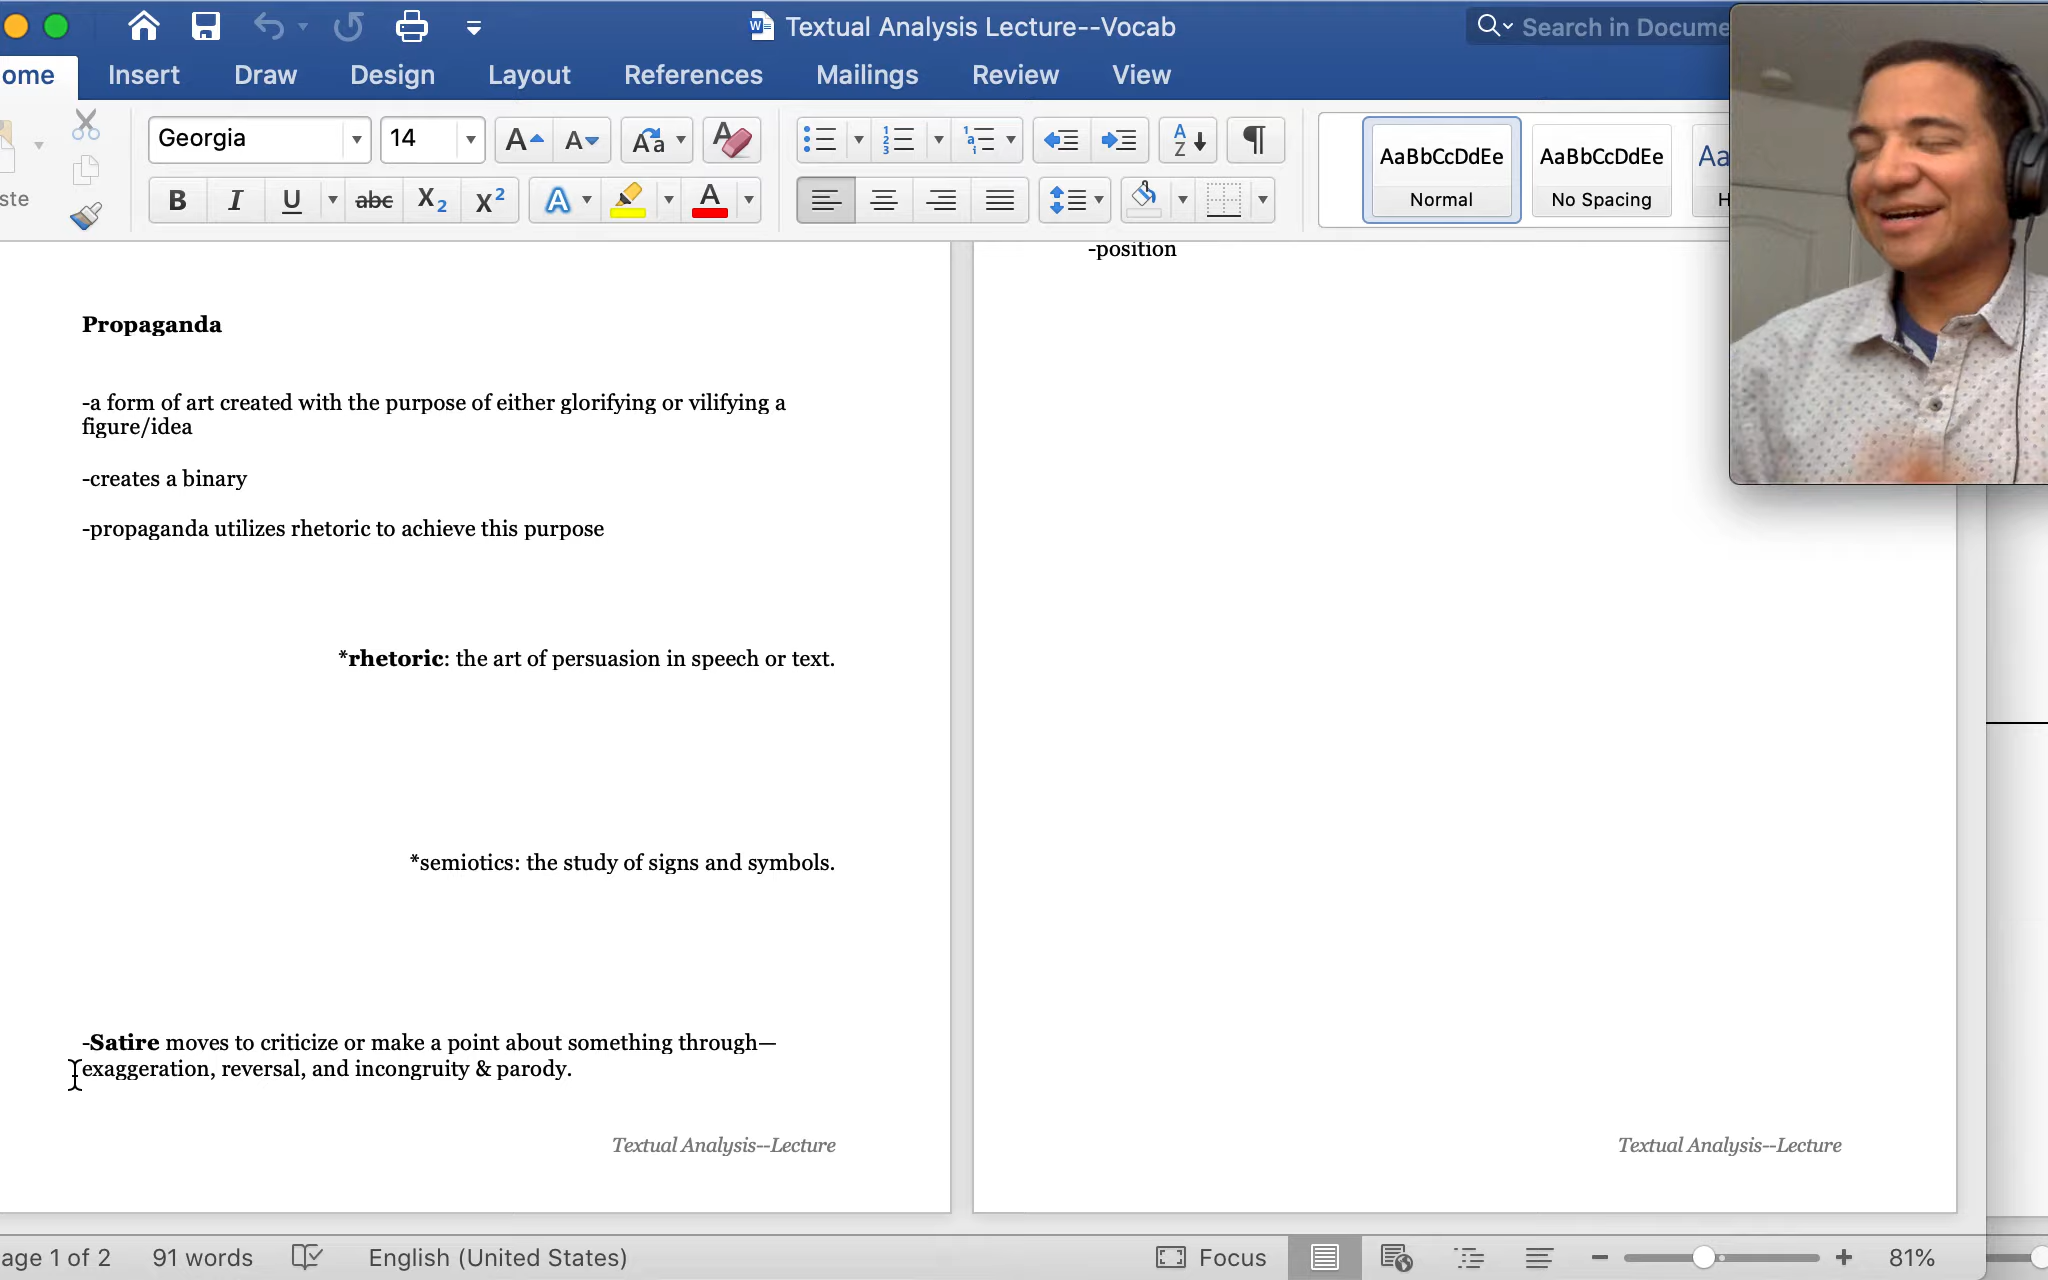 Textual Analysis Lecture--Vocab
Search in Docume
ome Insert Draw Design Layout References Mailings Review View
ste
Georgia 14
AaBbCcDdEe AaBbCcDdEe Aa
Normal No Spacing H
-position
Propaganda
-a form of art created with the purpose of either glorifying or vilifying a
figure/idea
-creates a binary
-propaganda utilizes rhetoric to achieve this purpose
*rhetoric: the art of persuasion in speech or text.
*semiotics: the study of signs and symbols.
-Satire moves to criticize or make a point about something through—
exaggeration, reversal, and incongruity & parody.
Textual Analysis--Lecture
Textual Analysis--Lecture
age 1 of 2 91 words English (United States) Focus 81%